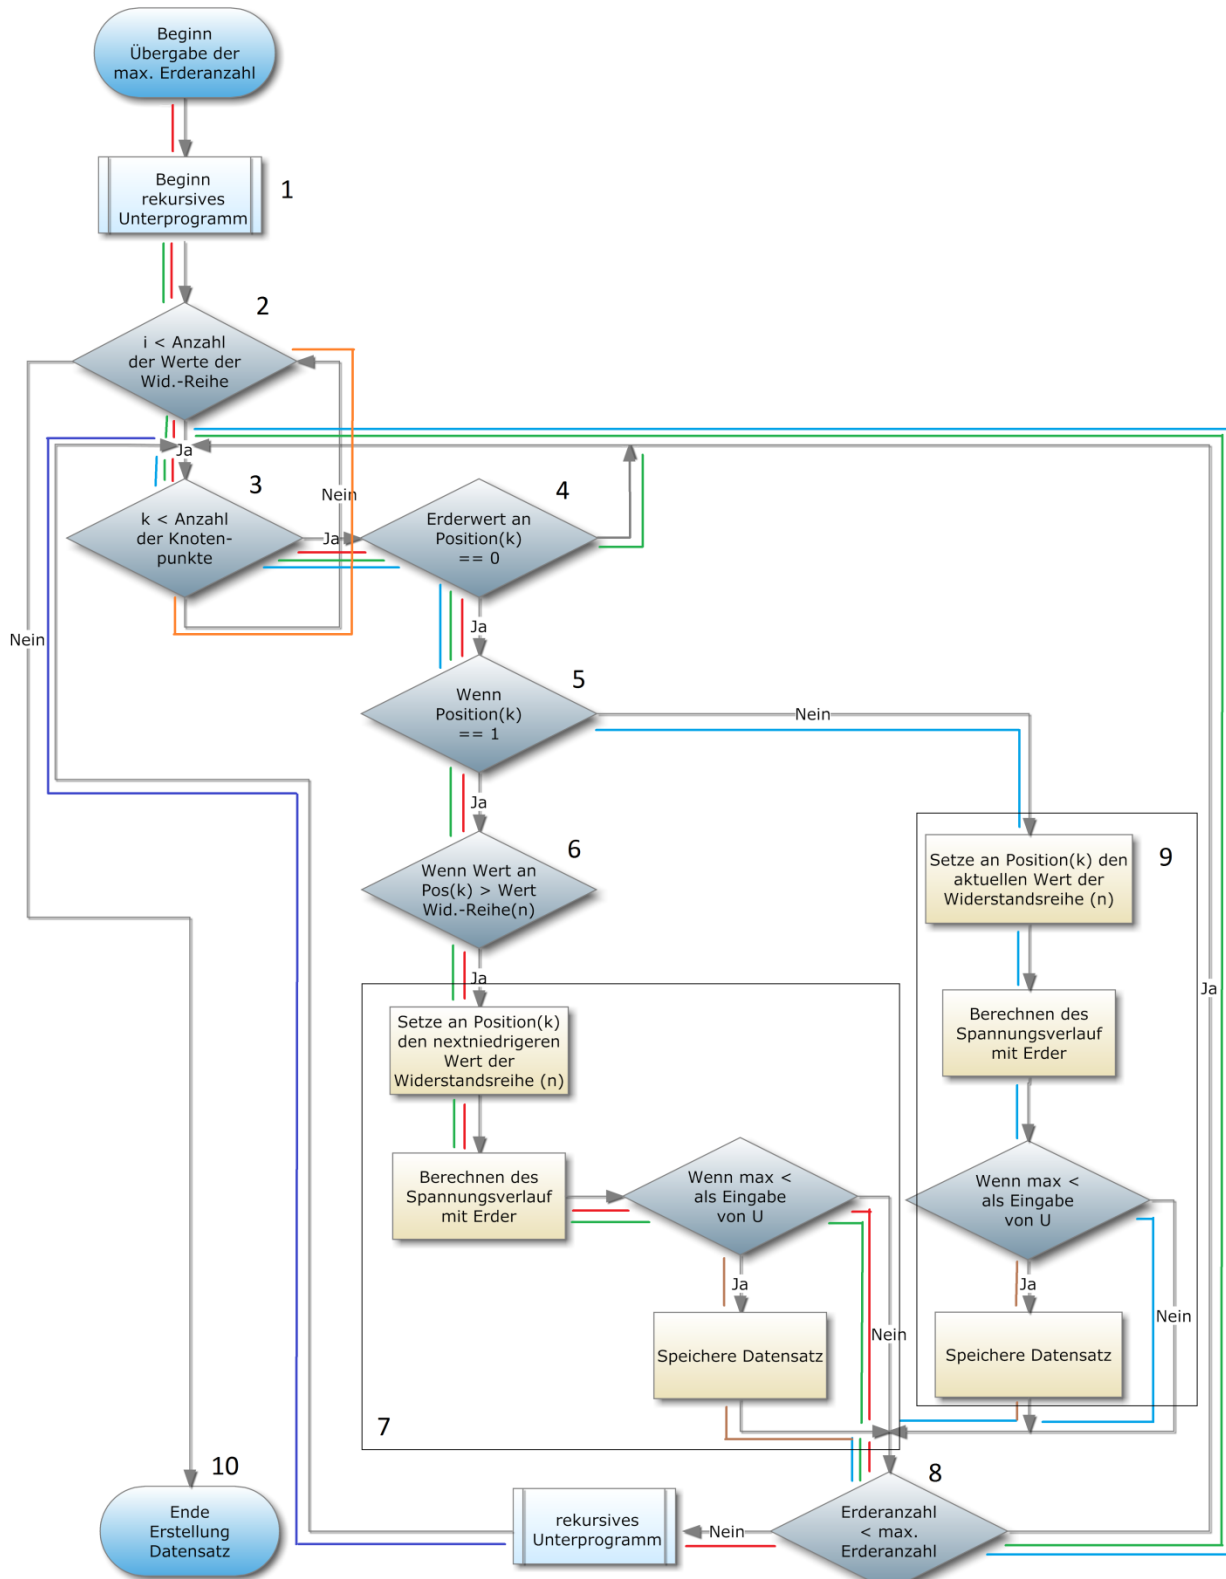 Beginn
Übergabe der
max. Erderanzahl
Beginn
rekursives
Unterprogramm
1
2
i < Anzahl
der Werte der
Wid.-Reihe
Ja
3
k < Anzahl
der Knoten-
punkte
Nein
Ja
4
Erderwert an
Position(k)
== 0
Ja
Nein
5
Wenn
Position(k)
== 1
Nein
Ja
6
Wenn Wert an
Pos(k) > Wert
Wid.-Reihe(n)
Ja
9
Setze an Position(k) den
aktuellen Wert der
Widerstandsreihe (n)
Ja
Setze an Position(k)
den nextniedrigeren
Wert der
Widerstandsreihe (n)
Berechnen des
Spannungsverlauf
mit Erder
Berechnen des
Spannungsverlauf
mit Erder
Wenn max <
als Eingabe
von U
Wenn max <
als Eingabe
von U
Ja
Ja
Nein
Nein
Speichere Datensatz
Speichere Datensatz
7
10
Ende
Erstellung
Datensatz
rekursives
Unterprogramm
Nein
8
Erderanzahl
< max.
Erderanzahl